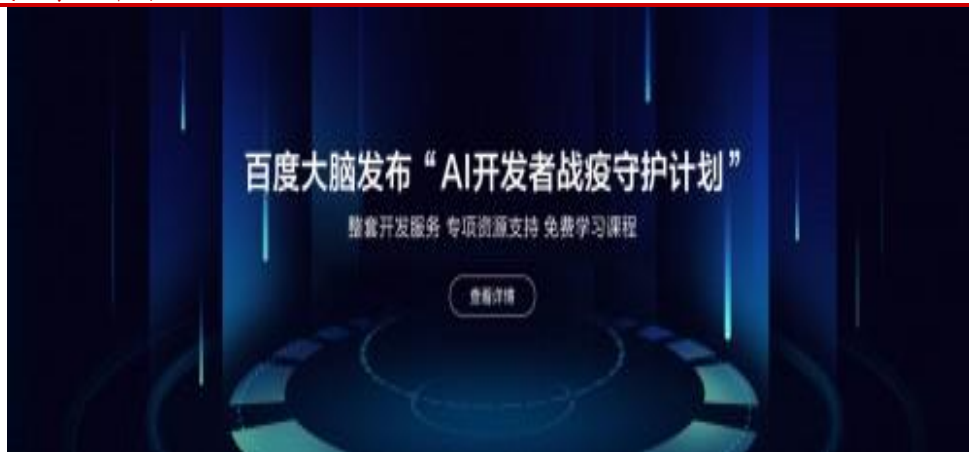 百度大脑发布“AI开发者战疫守护计划”
整套开发服务 专项资源支持 免费学习课程
查看详情